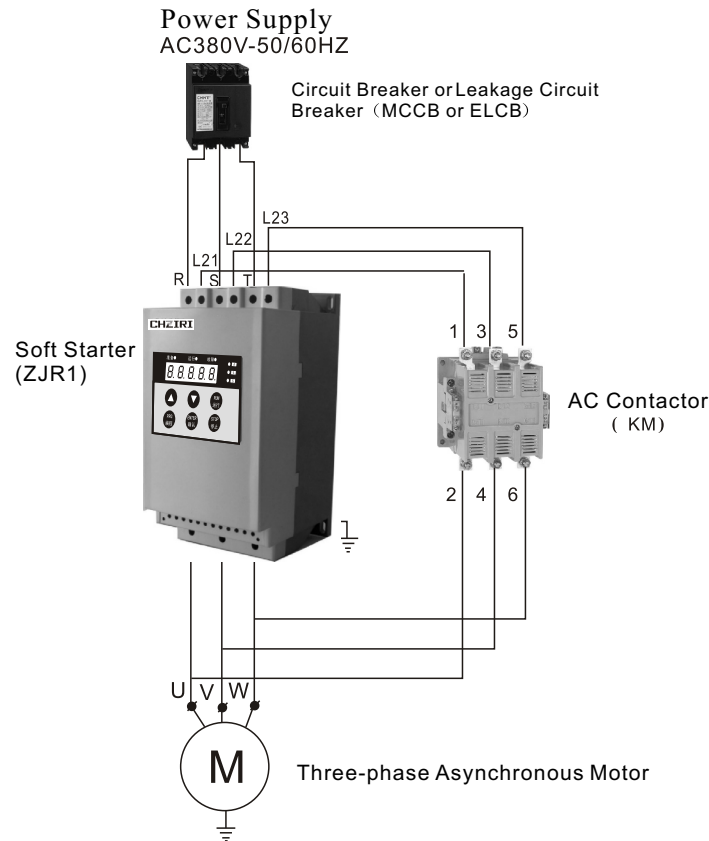 Power Supply
AC380V-50/60HZ
Circuit Breaker or Leakage Circuit
Breaker（MCCB or ELCB）
L23
L22
L21
R S T
CHZIRI
Soft Starter
(ZJR1)
8.8.8.8.8.
1 3 5
AC Contactor
( KM)
2 4 6
U V W
M
Three-phase Asynchronous Motor